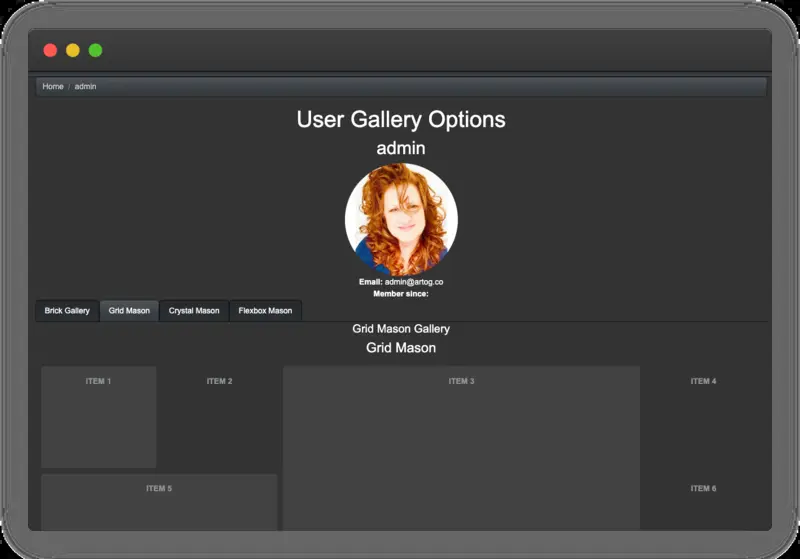 Home | admin
User Gallery Options
admin
Email: admin@artog.co
Member since:
Brick Gallery Grid Mason Crystal Mason Flexbox Mason
Grid Mason Gallery
Grid Mason
ITEM 1 ITEM 2 ITEM 3 ITEM 4
ITEM 5 ITEM 6